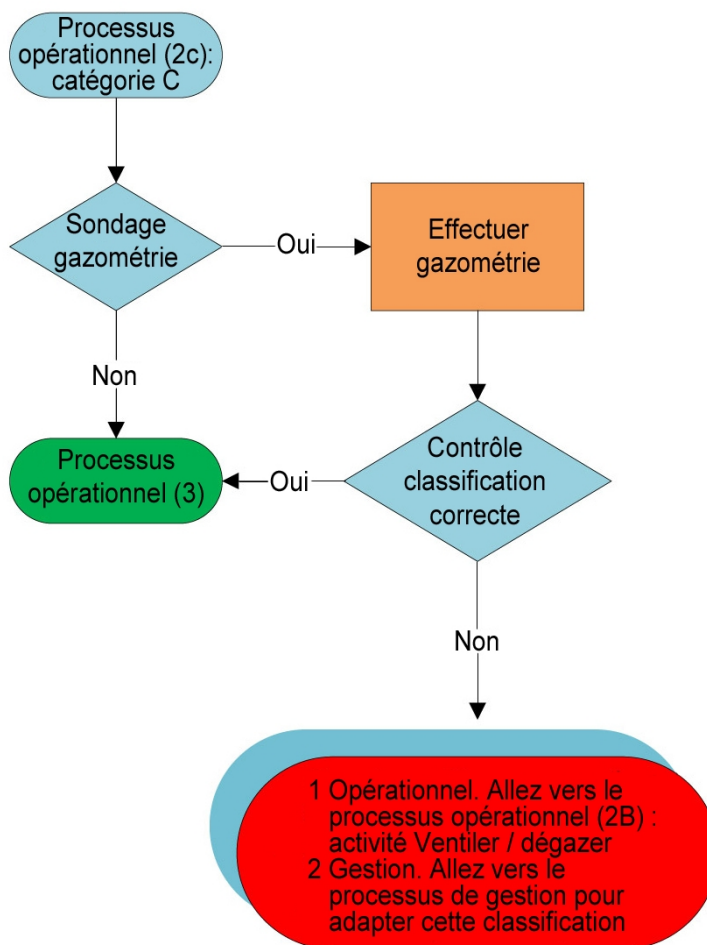 Processus
opérationnel (2c):
catégorie C
Sondage
gazométrie
Oui
Effectuer
gazométrie
Non
Processus
opérationnel (3)
Oui
Contrôle
classification
correcte
Non
1 Opérationnel. Allez vers le
processus opérationnel (2B) :
activité Ventiler / dégazer
2 Gestion. Allez vers le
processus de gestion pour
adapter cette classification